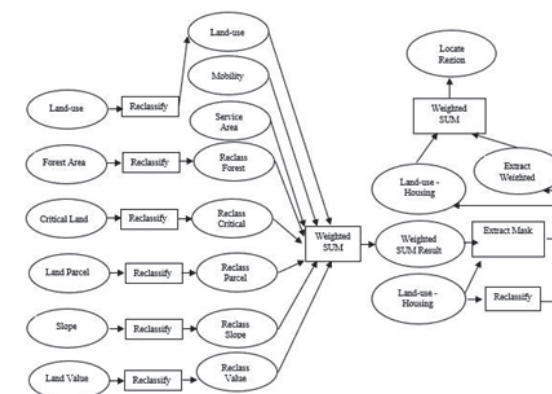 Land-use
Mobility
Service
Area
Land-use
Reclassify
Forest Area
Reclassify
Reclass
Forest
Critical Land
Reclassify
Reclass
Critical
Land Parcel
Reclassify
Reclass
Parcel
Slope
Reclassify
Reclass
Slope
Land Value
Reclassify
Reclass
Value
Weighted
SUM
Locate
Region
Weighted
SUM
Land-use -
Housing
Extract
Weighted
Weighted
SUM Result
Extract Mask
Land-use -
Housing
Reclassify